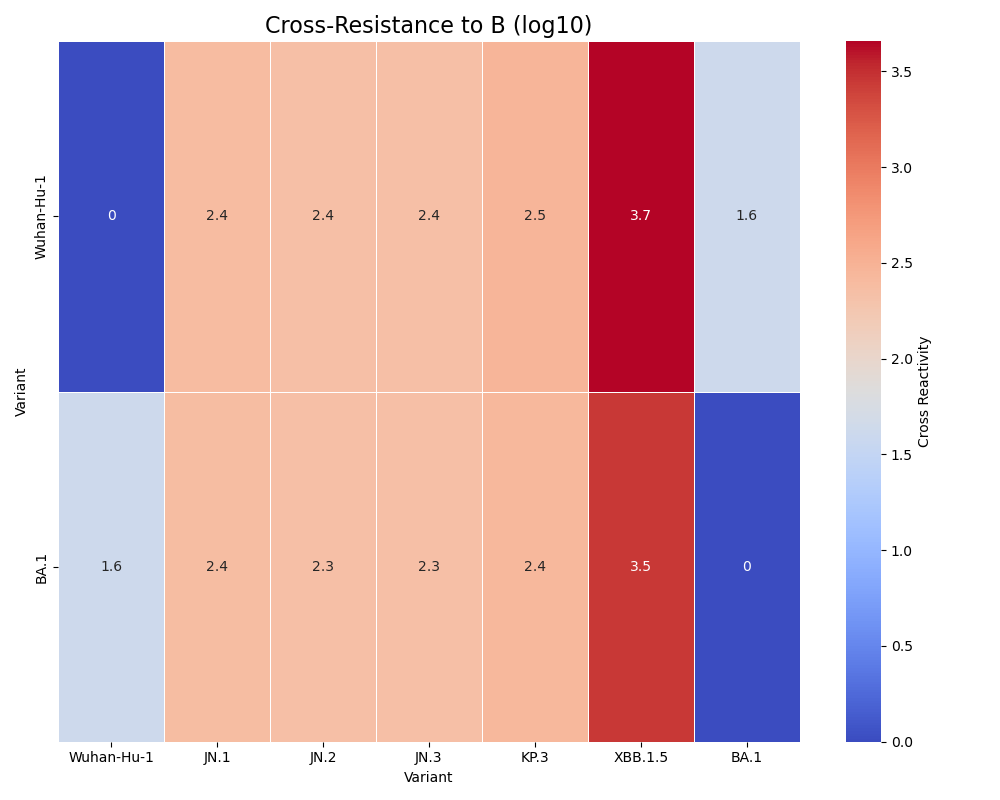 Cross-Resistance to B (log10)
Variant
Wuhan-Hu-1
0 2.4 2.4 2.4 2.5 3.7 1.6
BA.1
1.6 2.4 2.3 2.3 2.4 3.5 0
Wuhan-Hu-1 JN.1 JN.2 JN.3 KP.3 XBB.1.5 BA.1
Variant
3.5
3.0
2.5
2.0
1.5
1.0
0.5
0.0
Cross Reactivity